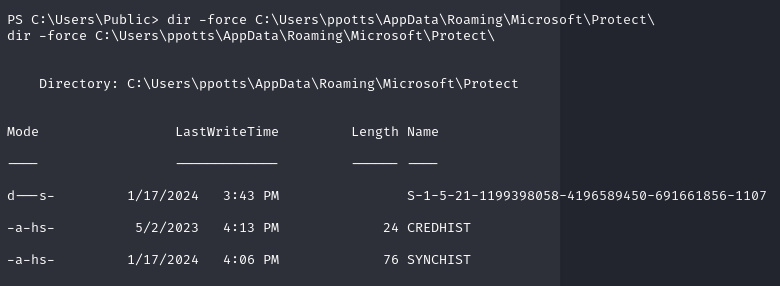 PS C:\Users\Public> dir -force C:\Users\ppotts\AppData\Roaming\Microsoft\Protect\
dir -force C:\Users\ppotts\AppData\Roaming\Microsoft\Protect\
Directory: C:\Users\ppotts\AppData\Roaming\Microsoft\Protect
Mode LastWriteTime Length Name
---- ------------- ------ ----
d---s- 1/17/2024 3:43 PM S-1-5-21-1199398058-4196589450-691661856-1107
-a-hs- 5/2/2023 4:13 PM 24 CREDHIST
-a-hs- 1/17/2024 4:06 PM 76 SYNCHIST